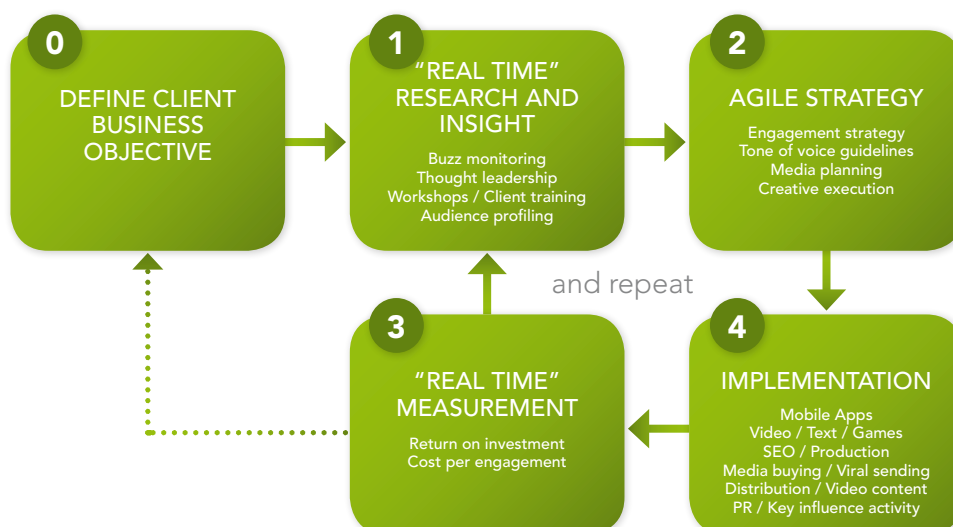 0
DEFINE CLIENT
BUSINESS
OBJECTIVE
1
“REAL TIME”
RESEARCH AND
INSIGHT
Buzz monitoring
Thought leadership
Workshops / Client training
Audience profiling
2
AGILE STRATEGY
Engagement strategy
Tone of voice guidelines
Media planning
Creative execution
and repeat
3
“REAL TIME”
MEASUREMENT
Return on investment
Cost per engagement
4
IMPLEMENTATION
Mobile Apps
Video / Text / Games
SEO / Production
Media buying / Viral sending
Distribution / Video content
PR / Key influence activity